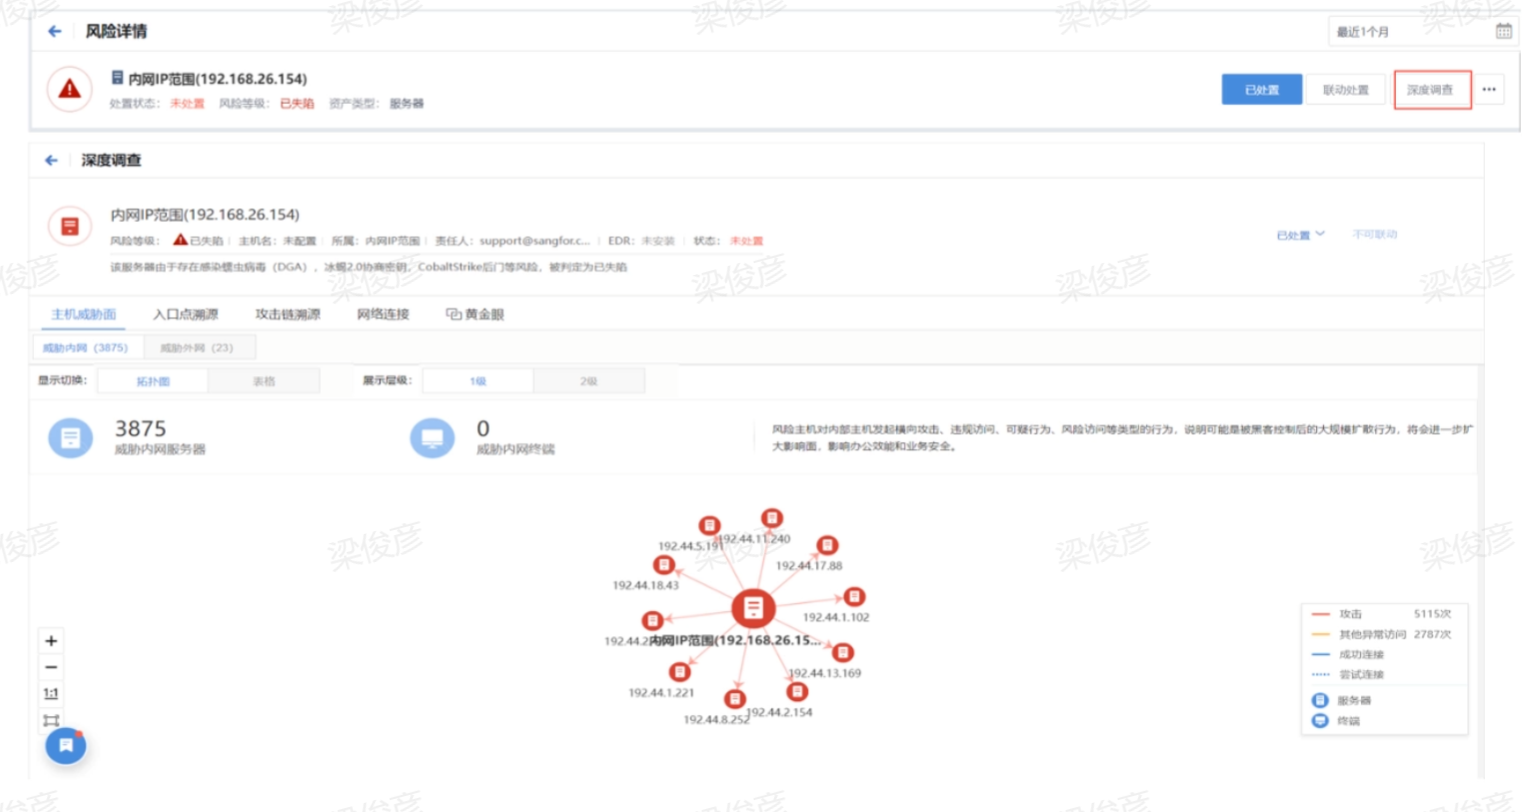 风险详情
最近1个月
内网IP范围(192.168.26.154)
处置状态: 未处置 风险等级: 已失陷 资产类型: 服务器
已处置 联动处置 深度调查 •••
深度调查
内网IP范围(192.168.26.154)
风险等级: 已失陷 主机名: 未配置 所属: 内网IP范围 责任人: support@sangfor.c... EDR: 未安装 状态: 未处置
已处置 不可联动
该服务器由于存在感染蠕虫病毒（DGA），冰蝎2.0协商密钥，CobaltStrike后门等风险，被判定为已失陷
主机威胁面 入口点溯源 攻击链溯源 网络连接 黄金眼
威胁内网（3875） 威胁外网（23）
显示切换: 拓扑图 表格 展示层级: 1级 2级
3875
威胁内网服务器
0
威胁内网终端
风险主机对内部主机发起横向攻击、违规访问、可疑行为、风险访问等类型的行为，说明可能是被黑客控制后的大规模扩散行为，将会进一步扩
大影响面，影响办公效能和业务安全。
192.44.5.191
192.44.11.240
192.44.17.88
192.44.18.43
192.44.1.102
192.44.2
内网IP范围(192.168.26.15...
192.44.13.169
192.44.1.221
192.44.2.154
192.44.8.252
+
−
1:1
攻击 5115次
其他异常访问 2787次
成功连接
尝试连接
服务器
终端
梁俊彦